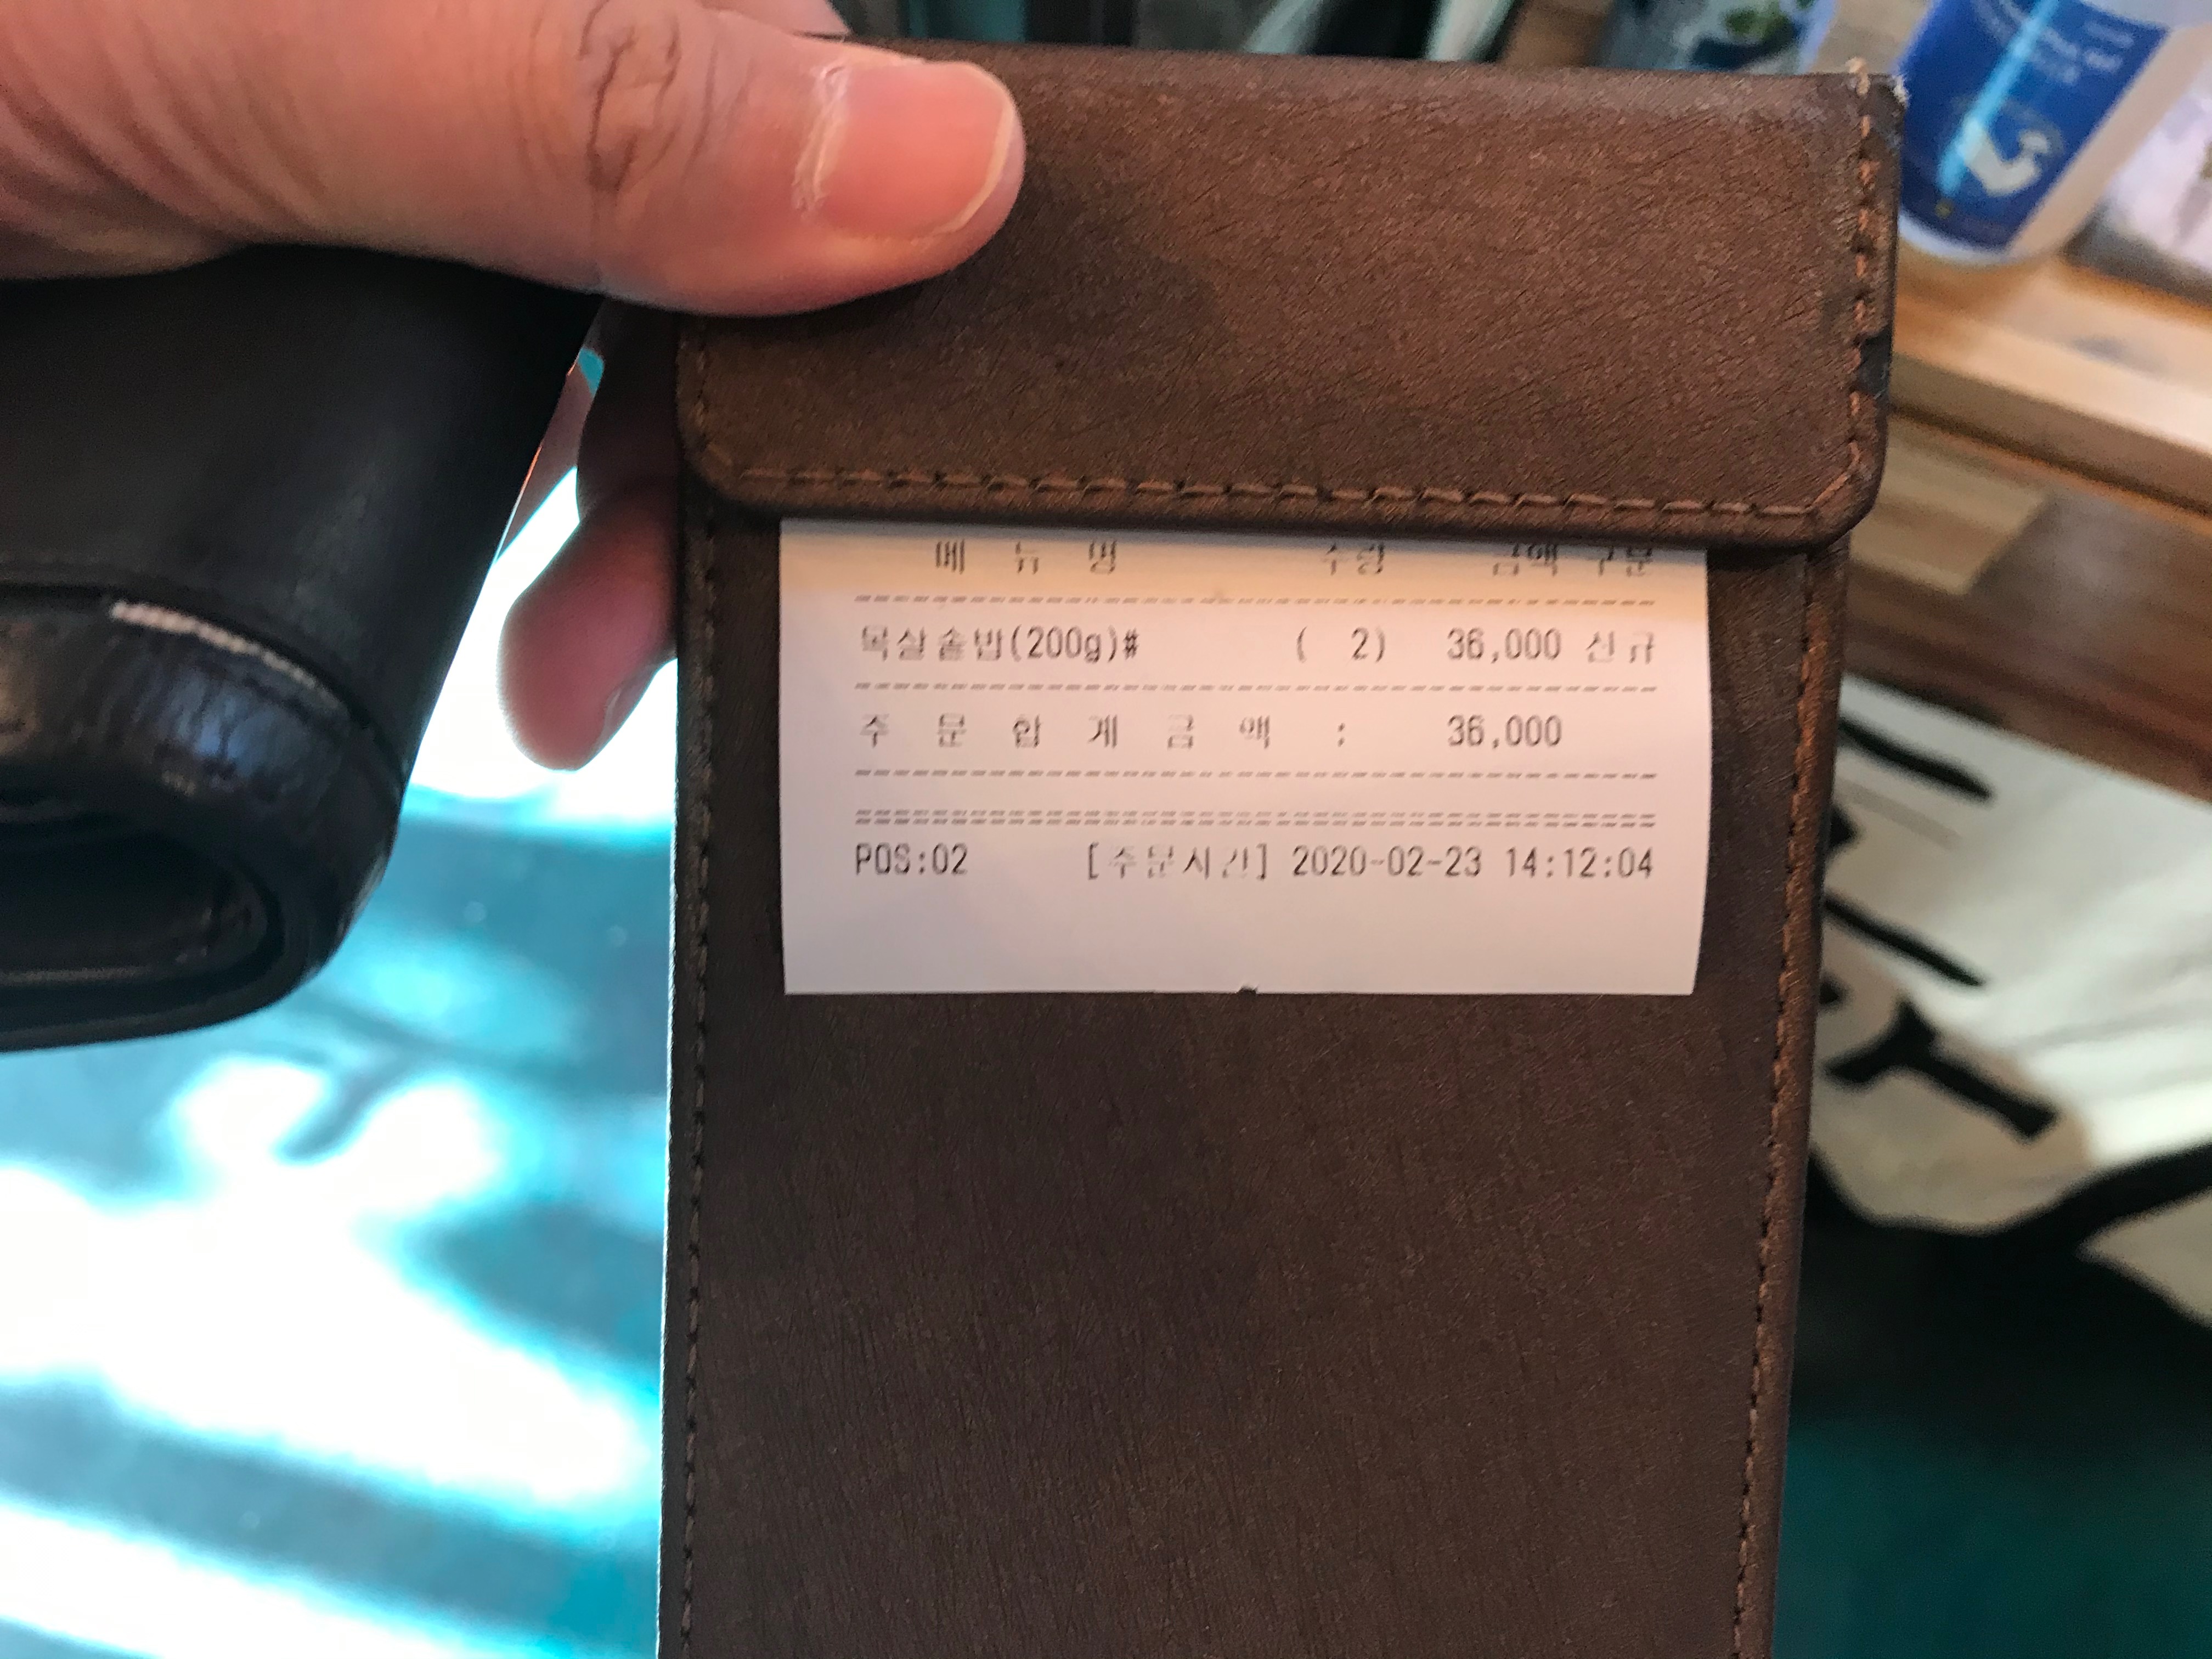 메 뉴 명 수량 금액 구분
목살솥밥(200g)# ( 2) 36,000 신규
주 문 합 계 금 액 : 36,000
POS:02 [주문시간] 2020-02-23 14:12:04